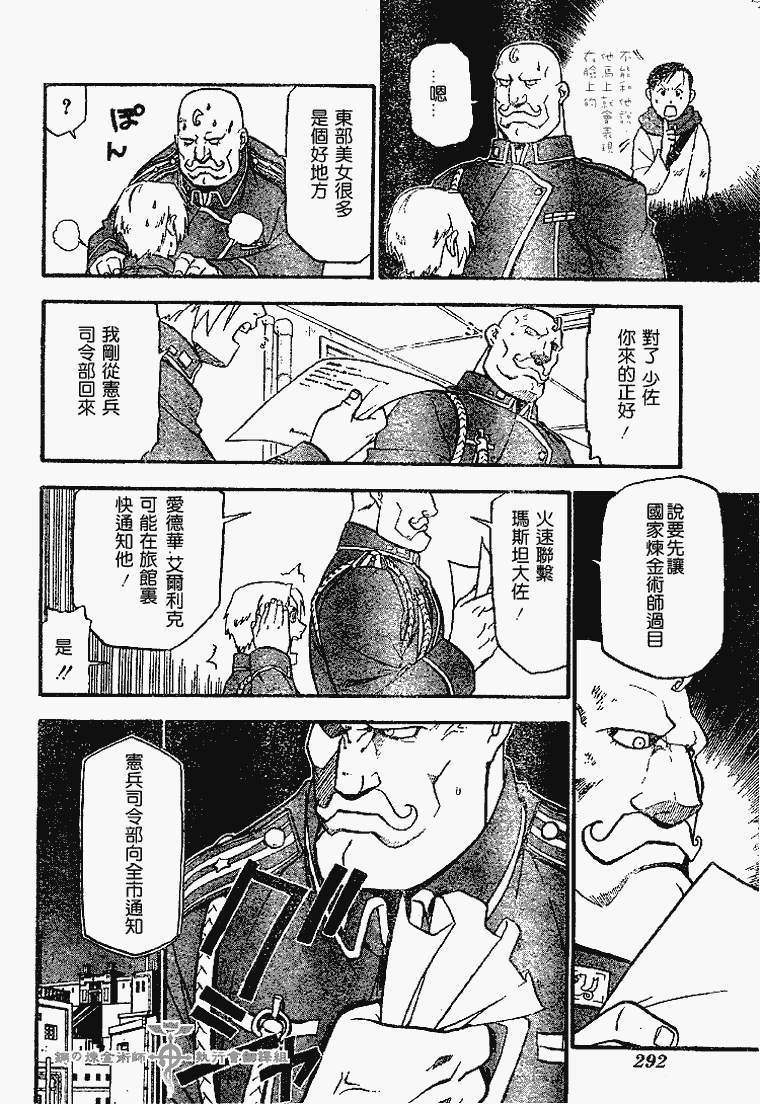 不能和他說..
他馬上就會表現
在臉上的
…嗯…
東部美女很多
是個好地方
ぽん
?
對了 少佐
你來的正好！
我剛從憲兵
司令部回來
說要先讓
國家煉金術師過目
火速聯繫
瑪斯坦大佐！
愛德華·艾爾利克
可能在旅館裏
快通知他！
是!!
憲兵司令部向全市通知
鋼の煉金術師
執行會翻譯組
292